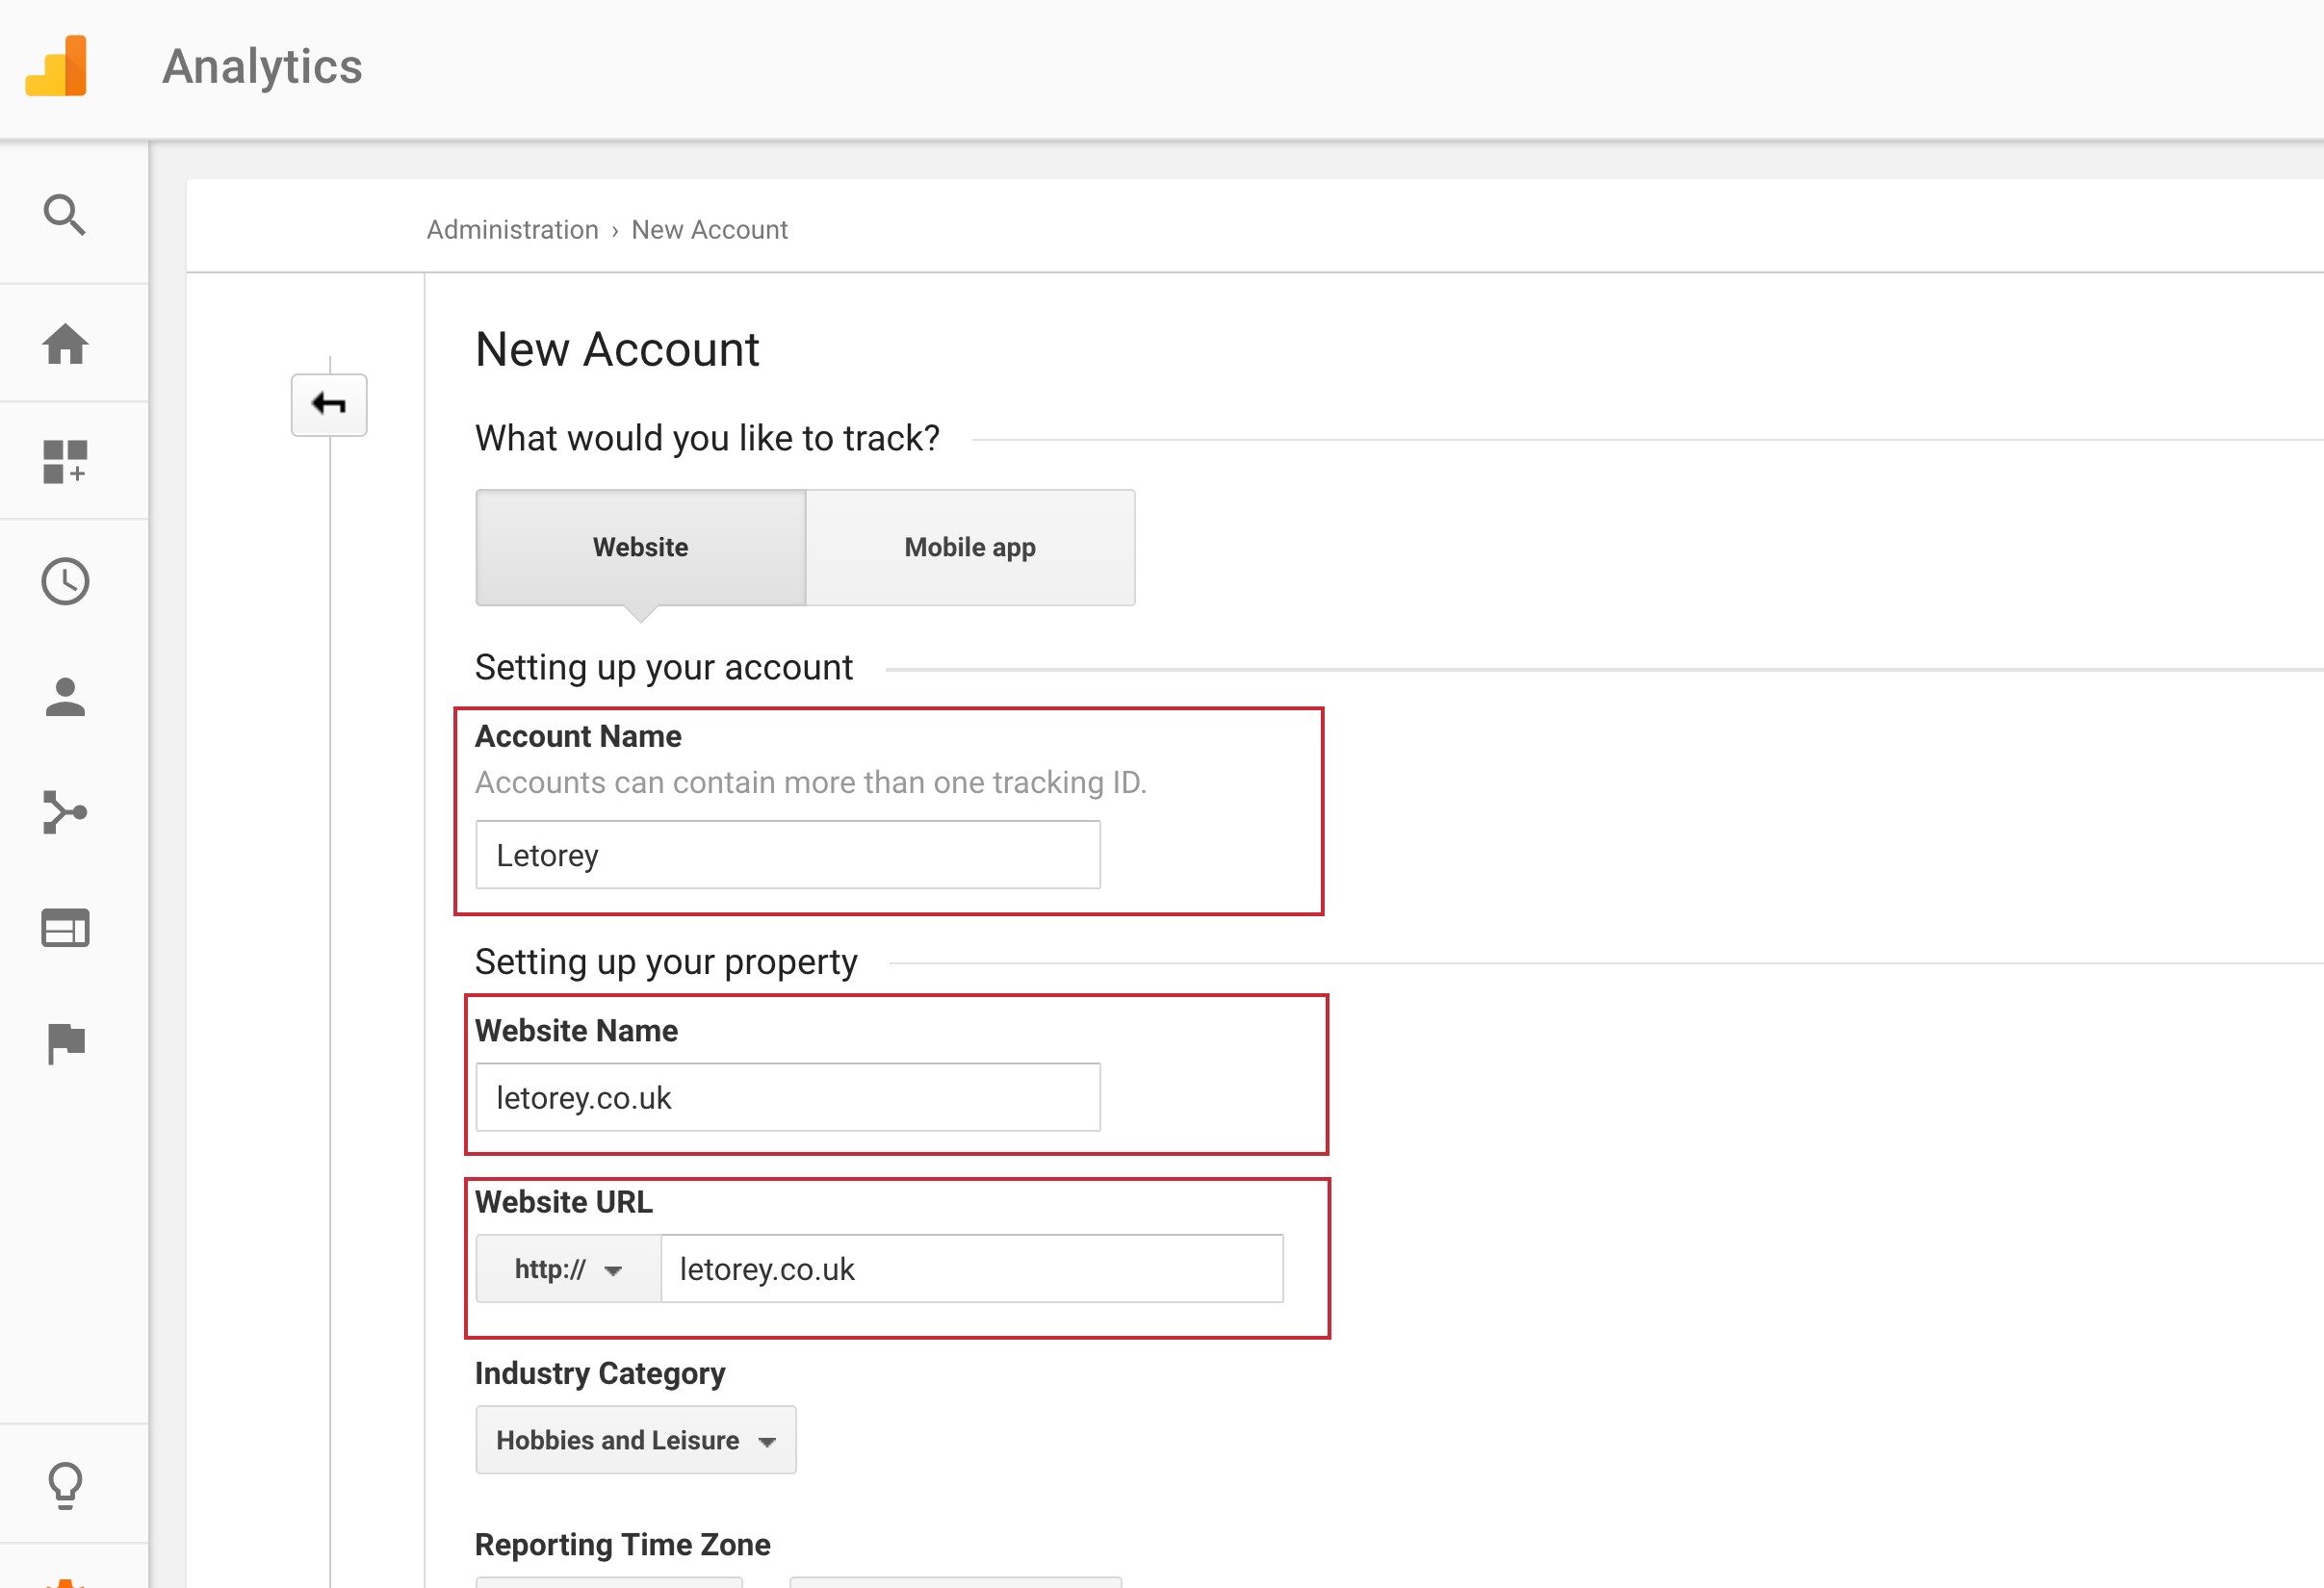 Analytics
Administration › New Account
New Account
What would you like to track?
Website Mobile app
Setting up your account
Account Name
Accounts can contain more than one tracking ID.
Letorey
Setting up your property
Website Name
letorey.co.uk
Website URL
http:// letorey.co.uk
Industry Category
Hobbies and Leisure
Reporting Time Zone